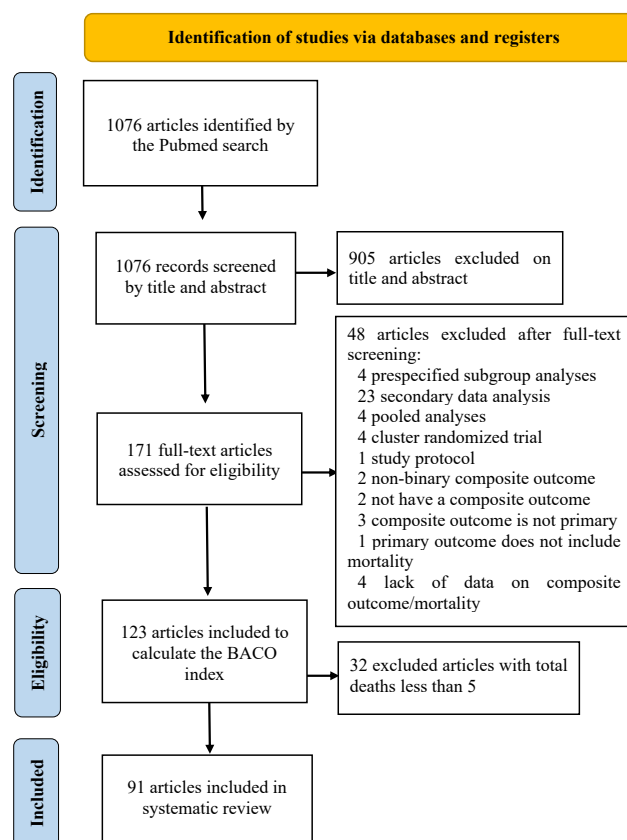 Identification of studies via databases and registers
Identification
1076 articles identified by
the Pubmed search
Screening
1076 records screened
by title and abstract
905 articles excluded on
title and abstract
171 full-text articles
assessed for eligibility
48 articles excluded after full-text
screening:
4 prespecified subgroup analyses
23 secondary data analysis
4 pooled analyses
4 cluster randomized trial
1 study protocol
2 non-binary composite outcome
2 not have a composite outcome
3 composite outcome is not primary
1 primary outcome does not include
mortality
4 lack of data on composite
outcome/mortality
Eligibility
123 articles included to
calculate the BACO
index
32 excluded articles with total
deaths less than 5
Included
91 articles included in
systematic review